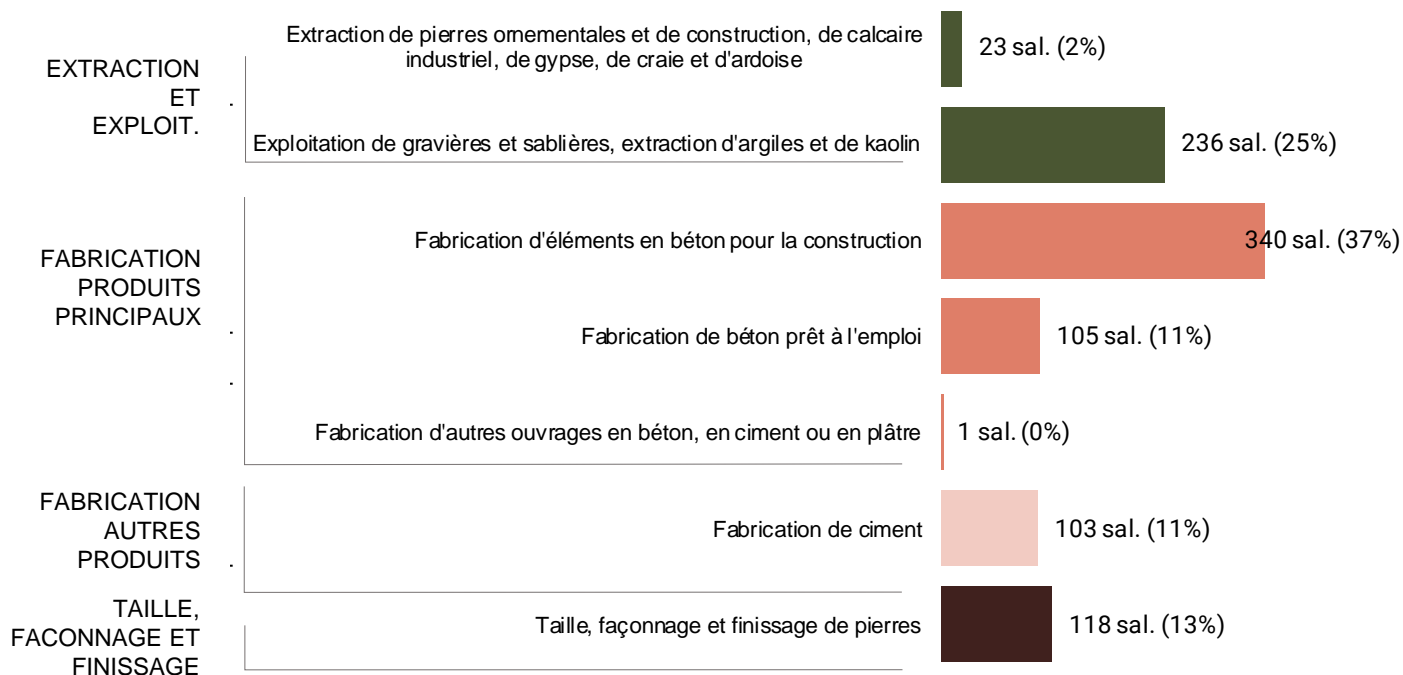 EXTRACTION
ET
EXPLOIT.
Extraction de pierres ornementales et de construction, de calcaire
industriel, de gypse, de craie et d'ardoise
23 sal. (2%)
Exploitation de gravières et sablières, extraction d'argiles et de kaolin
236 sal. (25%)
FABRICATION
PRODUITS
PRINCIPAUX
Fabrication d'éléments en béton pour la construction
340 sal. (37%)
Fabrication de béton prêt à l'emploi
105 sal. (11%)
Fabrication d'autres ouvrages en béton, en ciment ou en plâtre
1 sal. (0%)
FABRICATION
AUTRES
PRODUITS
Fabrication de ciment
103 sal. (11%)
TAILLE,
FACONNAGE ET
FINISSAGE
Taille, façonnage et finissage de pierres
118 sal. (13%)